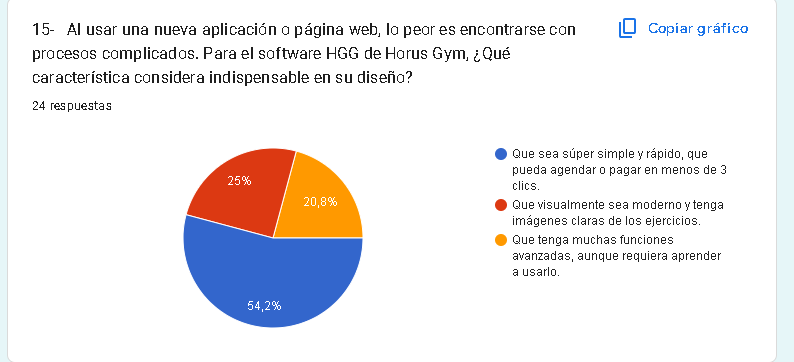 15-   Al usar una nueva aplicación o página web, lo peor es encontrarse con
procesos complicados. Para el software HGG de Horus Gym, ¿Qué
característica considera indispensable en su diseño?
Copiar gráfico
24 respuestas
25%
20,8%
54,2%
Que sea súper simple y rápido, que
pueda agendar o pagar en menos de 3
clics.
Que visualmente sea moderno y tenga
imágenes claras de los ejercicios.
Que tenga muchas funciones
avanzadas, aunque requiera aprender
a usarlo.